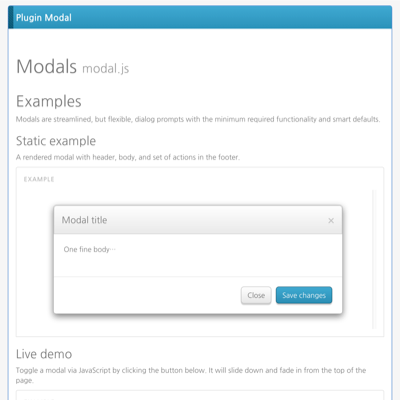 Plugin Modal
Modals modal.js
Examples
Modals are streamlined, but flexible, dialog prompts with the minimum required functionality and smart defaults.
Static example
A rendered modal with header, body, and set of actions in the footer.
EXAMPLE
Modal title ×
One fine body…
Close Save changes
Live demo
Toggle a modal via JavaScript by clicking the button below. It will slide down and fade in from the top of the
page.